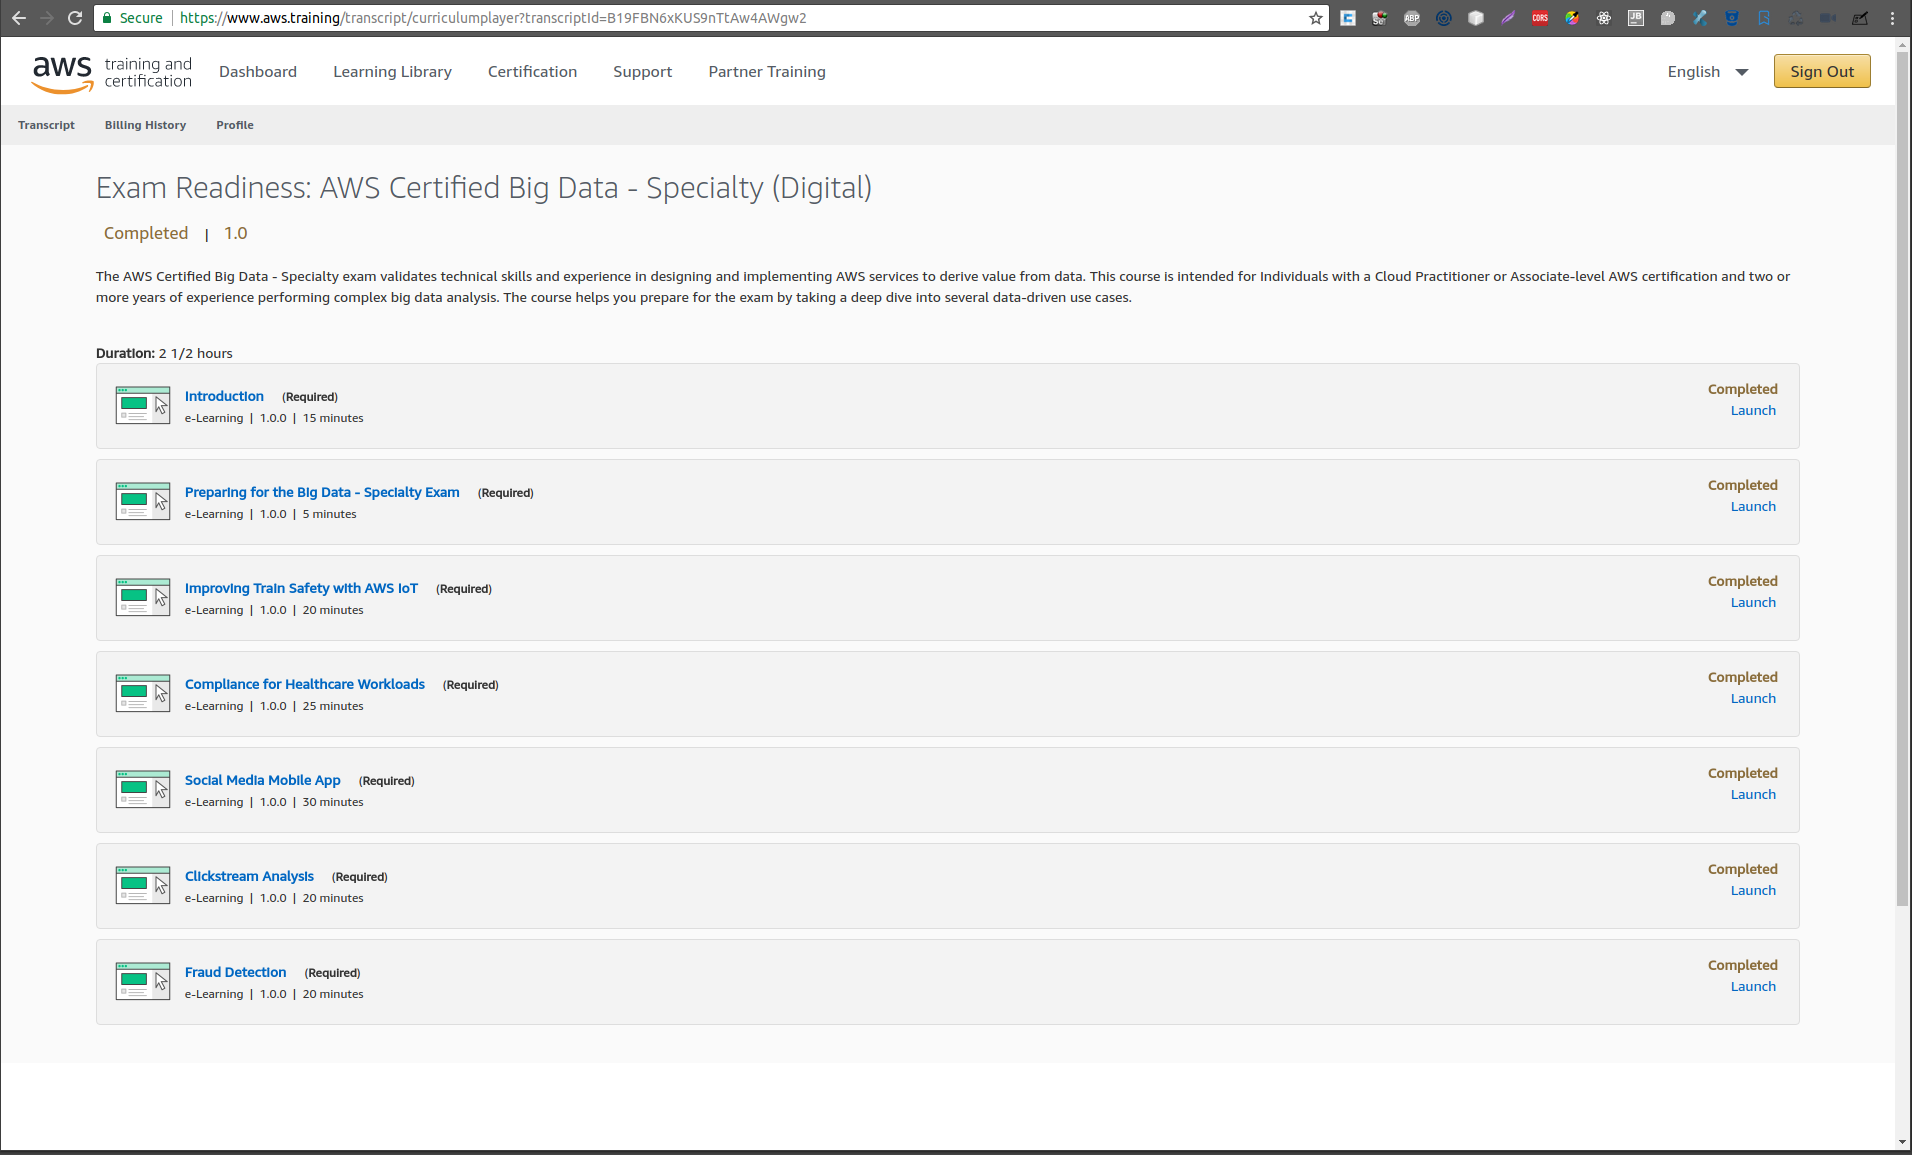 Secure https://www.aws.training/transcript/curriculumplayer?transcriptId=B19FBN6xKUS9nTtAw4AWgw2
ABP CORS JB
aws training and certification Dashboard Learning Library Certification Support Partner Training English Sign Out
Transcript Billing History Profile
Exam Readiness: AWS Certified Big Data - Specialty (Digital)
Completed | 1.0
The AWS Certified Big Data - Specialty exam validates technical skills and experience in designing and implementing AWS services to derive value from data. This course is intended for Individuals with a Cloud Practitioner or Associate-level AWS certification and two or
more years of experience performing complex big data analysis. The course helps you prepare for the exam by taking a deep dive into several data-driven use cases.
Duration: 2 1/2 hours
Introduction (Required) Completed
e-Learning | 1.0.0 | 15 minutes Launch
Preparing for the Big Data - Specialty Exam (Required) Completed
e-Learning | 1.0.0 | 5 minutes Launch
Improving Train Safety with AWS IoT (Required) Completed
e-Learning | 1.0.0 | 20 minutes Launch
Compliance for Healthcare Workloads (Required) Completed
e-Learning | 1.0.0 | 25 minutes Launch
Social Media Mobile App (Required) Completed
e-Learning | 1.0.0 | 30 minutes Launch
Clickstream Analysis (Required) Completed
e-Learning | 1.0.0 | 20 minutes Launch
Fraud Detection (Required) Completed
e-Learning | 1.0.0 | 20 minutes Launch